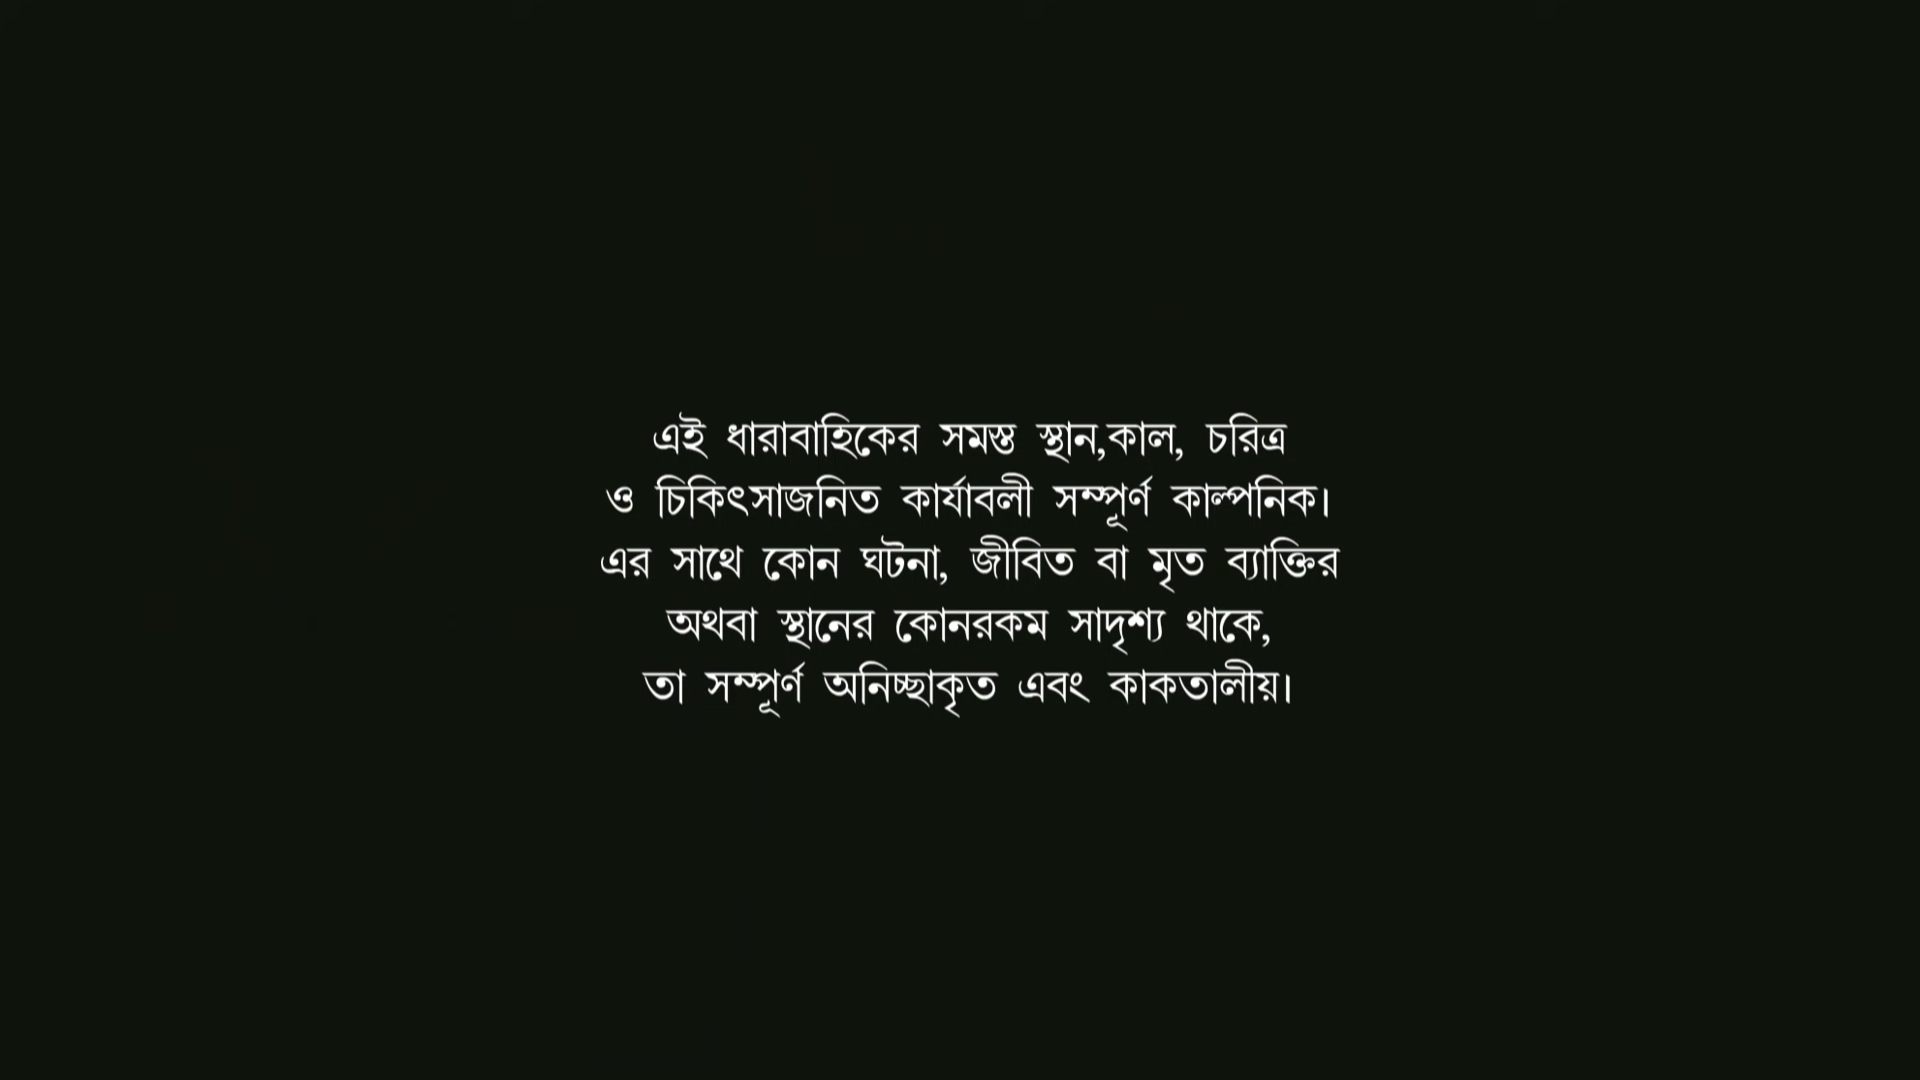 এই ধারাবাহিকের সমস্ত স্থান,কাল, চরিত্র
ও চিকিৎসাজনিত কার্যাবলী সম্পূর্ণ কাল্পনিক।
এর সাথে কোন ঘটনা, জীবিত বা মৃত ব্যাক্তির
অথবা স্থানের কোনরকম সাদৃশ্য থাকে,
তা সম্পূর্ণ অনিচ্ছাকৃত এবং কাকতালীয়।